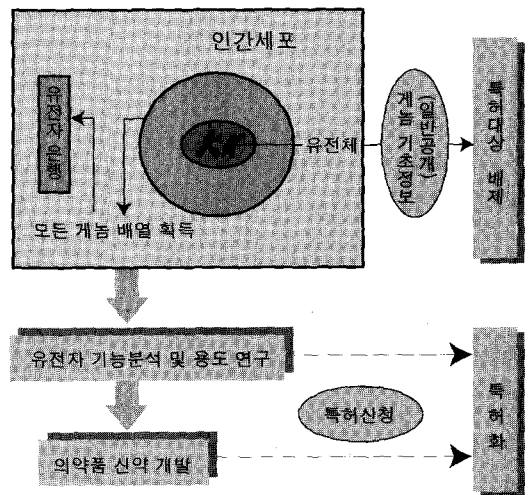 인간세포
유전자 은행
유전체
게놈 기초정보
(일반공개)
특허대상 배제
모든 게놈 배열 획득
유전자 기능분석 및 용도 연구
특허신청
특허화
의약품 신약 개발